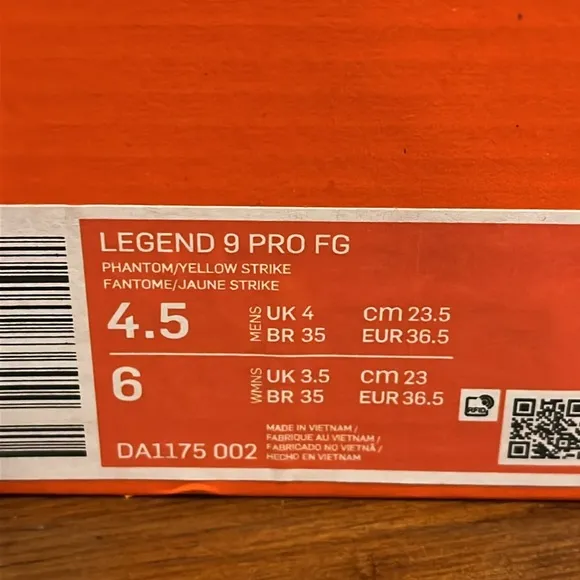 LEGEND 9 PRO FG
PHANTOM/YELLOW STRIKE
FANTOME/JAUNE STRIKE
4.5 MENS UK 4 cm 23.5
BR 35 EUR 36.5
6 WMNS UK 3.5 cm 23
BR 35 EUR 36.5
RFID
DA1175 002
MADE IN VIETNAM /
FABRIQUE AU VIETNAM /
FABRICADO NO VIETNÃ /
HECHO EN VIETNAM